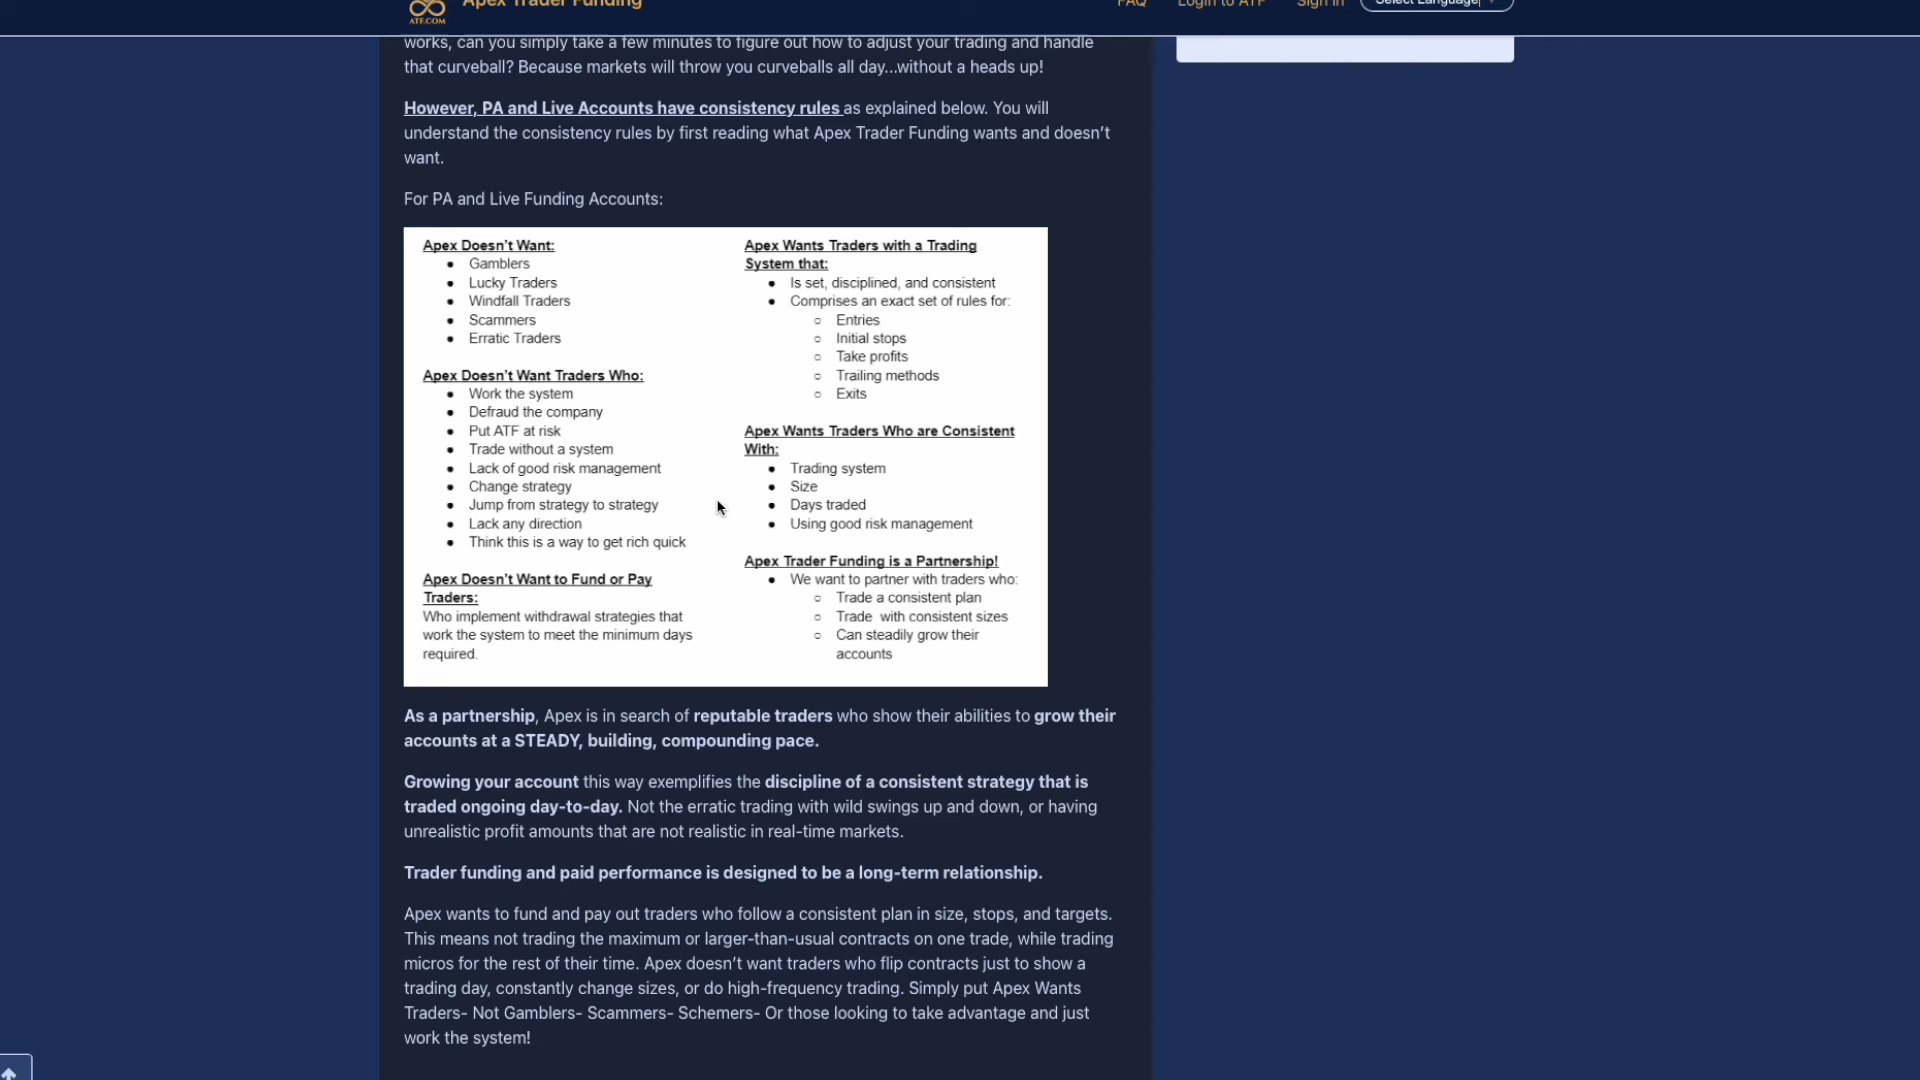 ATF.COM
Apex Trader Funding
FAQ
Login to ATF
Sign In
Select Language
works, can you simply take a few minutes to figure out how to adjust your trading and handle
that curveball? Because markets will throw you curveballs all day...without a heads up!
However, PA and Live Accounts have consistency rules as explained below. You will
understand the consistency rules by first reading what Apex Trader Funding wants and doesn't
want.
For PA and Live Funding Accounts:
Apex Doesn't Want:
Gamblers
Lucky Traders
Windfall Traders
Scammers
Erratic Traders
Apex Doesn't Want Traders Who:
Work the system
Defraud the company
Put ATF at risk
Trade without a system
Lack of good risk management
Change strategy
Jump from strategy to strategy
Lack any direction
Think this is a way to get rich quick
Apex Doesn't Want to Fund or Pay
Traders:
Who implement withdrawal strategies that
work the system to meet the minimum days
required.
Apex Wants Traders with a Trading
System that:
Is set, disciplined, and consistent
Comprises an exact set of rules for:
Entries
Initial stops
Take profits
Trailing methods
Exits
Apex Wants Traders Who are Consistent
With:
Trading system
Size
Days traded
Using good risk management
Apex Trader Funding is a Partnership!
We want to partner with traders who:
Trade a consistent plan
Trade with consistent sizes
Can steadily grow their
accounts
As a partnership, Apex is in search of reputable traders who show their abilities to grow their
accounts at a STEADY, building, compounding pace.
Growing your account this way exemplifies the discipline of a consistent strategy that is
traded ongoing day-to-day. Not the erratic trading with wild swings up and down, or having
unrealistic profit amounts that are not realistic in real-time markets.
Trader funding and paid performance is designed to be a long-term relationship.
Apex wants to fund and pay out traders who follow a consistent plan in size, stops, and targets.
This means not trading the maximum or larger-than-usual contracts on one trade, while trading
micros for the rest of their time. Apex doesn't want traders who flip contracts just to show a
trading day, constantly change sizes, or do high-frequency trading. Simply put Apex Wants
Traders- Not Gamblers- Scammers- Schemers- Or those looking to take advantage and just
work the system!